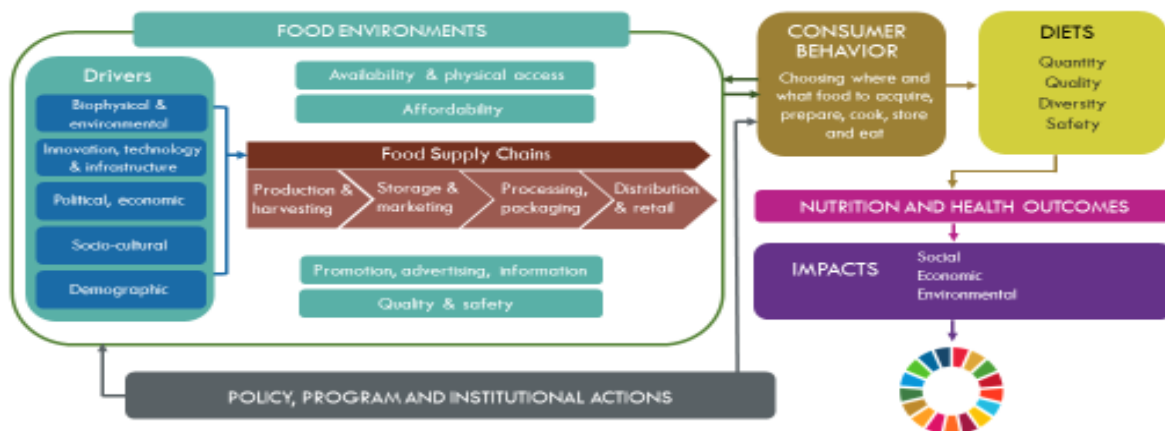 FOOD ENVIRONMENTS
Drivers
Biophysical &
environmental
Innovation, technology
& infrastructure
Political, economic
Socio-cultural
Demographic
Availability & physical access
Affordability
Food Supply Chains
Production &
harvesting
Storage &
marketing
Processing,
packaging
Distribution
& retail
Promotion, advertising, information
Quality & safety
POLICY, PROGRAM AND INSTITUTIONAL ACTIONS
CONSUMER
BEHAVIOR
Choosing where and
what food to acquire,
prepare, cook, store
and eat
DIETS
Quantity
Quality
Diversity
Safety
NUTRITION AND HEALTH OUTCOMES
IMPACTS
Social
Economic
Environmental